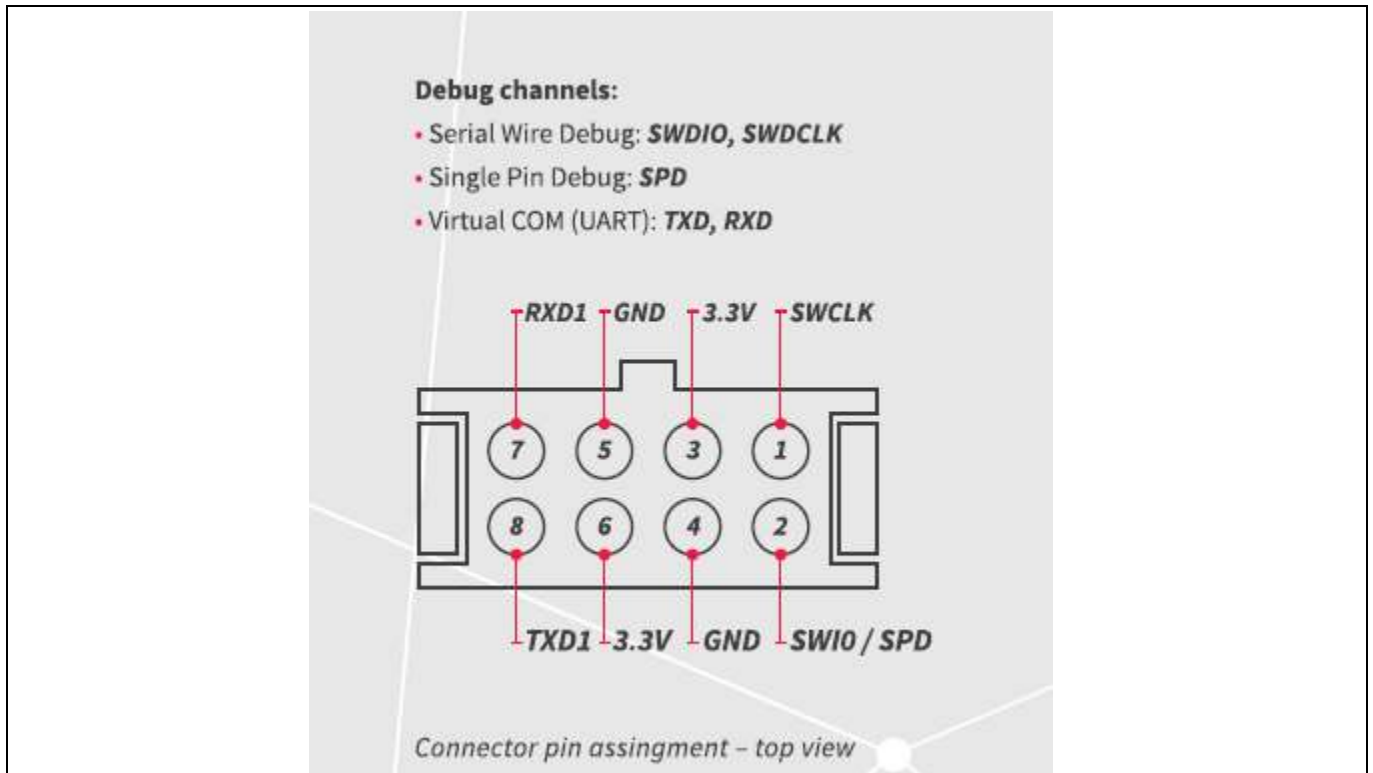 Debug channels:
• Serial Wire Debug: SWDIO, SWDCLK
• Single Pin Debug: SPD
• Virtual COM (UART): TXD, RXD
RXD1 GND 3.3V SWCLK
7 5 3 1
8 6 4 2
TXD1 3.3V GND SWI0 / SPD
Connector pin assingment – top view